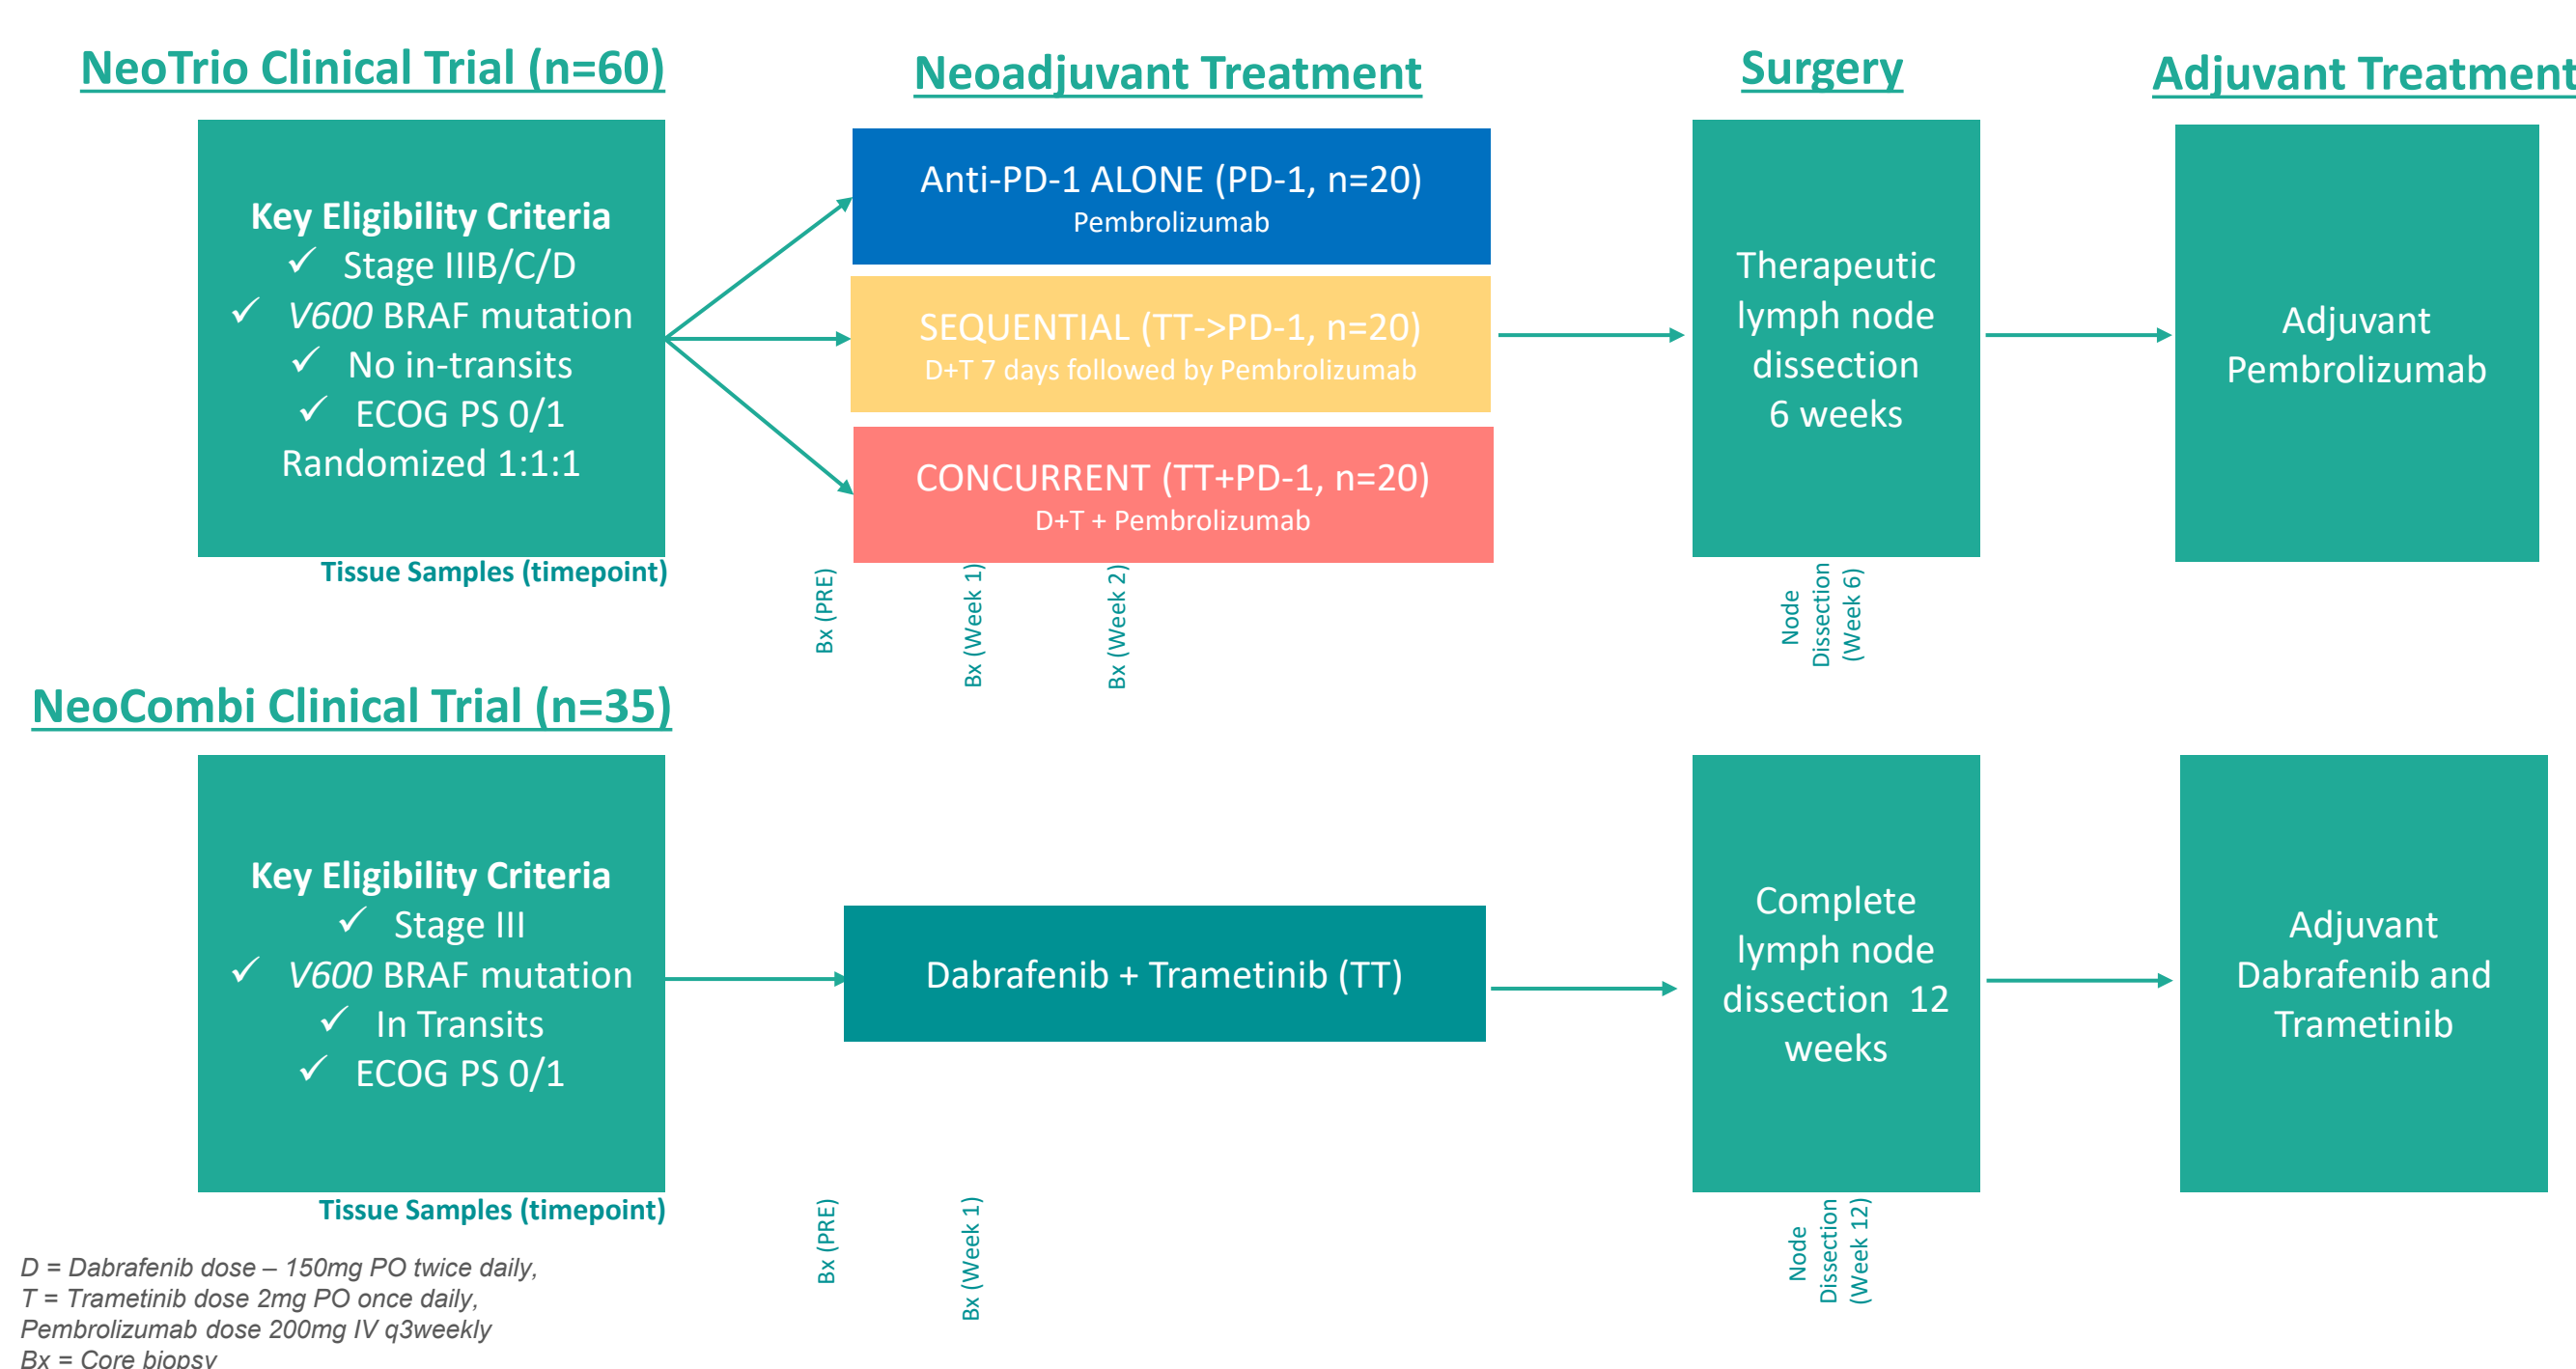 NeoTrio Clinical Trial (n=60)
Neoadjuvant Treatment
Surgery
Adjuvant Treatment
Key Eligibility Criteria
✓ Stage IIIB/C/D
✓ V600 BRAF mutation
✓ No in-transits
✓ ECOG PS 0/1
Randomized 1:1:1
Anti-PD-1 ALONE (PD-1, n=20)
Pembrolizumab
SEQUENTIAL (TT->PD-1, n=20)
D+T 7 days followed by Pembrolizumab
CONCURRENT (TT+PD-1, n=20)
D+T + Pembrolizumab
Therapeutic
lymph node
dissection
6 weeks
Adjuvant
Pembrolizumab
Tissue Samples (timepoint)
Bx (PRE)
Bx (Week 1)
Bx (Week 2)
Node
Dissection
(Week 6)
NeoCombi Clinical Trial (n=35)
Key Eligibility Criteria
✓ Stage III
✓ V600 BRAF mutation
✓ In Transits
✓ ECOG PS 0/1
Dabrafenib + Trametinib (TT)
Complete
lymph node
dissection 12
weeks
Adjuvant
Dabrafenib and
Trametinib
Tissue Samples (timepoint)
Bx (PRE)
Bx (Week 1)
Node
Dissection
(Week 12)
D = Dabrafenib dose – 150mg PO twice daily,
T = Trametinib dose 2mg PO once daily,
Pembrolizumab dose 200mg IV q3weekly
Bx = Core biopsy